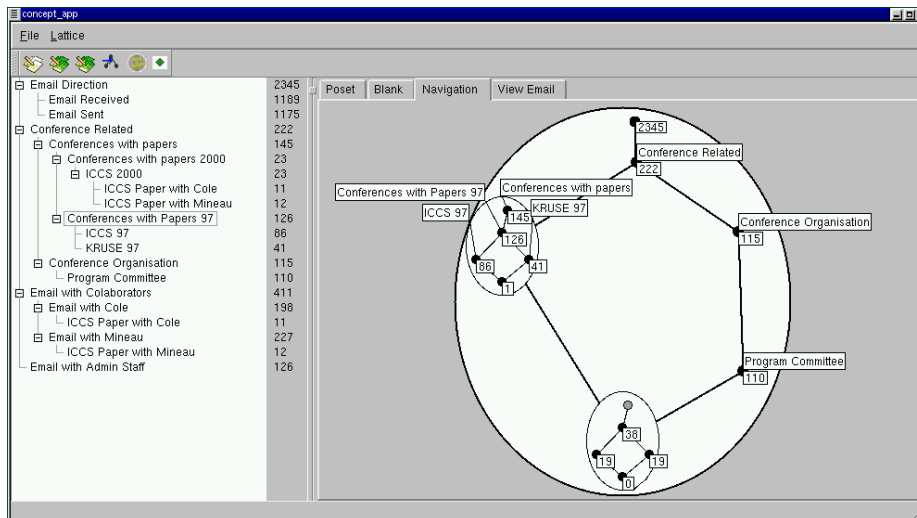 concept_app
File Lattice
Email Direction 2345
Email Received 1189
Email Sent 1175
Conference Related 222
Conferences with papers 145
Conferences with papers 2000 23
ICCS 2000 23
ICCS Paper with Cole 11
ICCS Paper with Mineau 12
Conferences with Papers 97 126
ICCS 97 86
KRUSE 97 41
Conference Organisation 115
Program Committee 110
Email with Colaborators 411
Email with Cole 198
ICCS Paper with Cole 11
Email with Mineau 227
ICCS Paper with Mineau 12
Email with Admin Staff 126
Poset Blank Navigation View Email
2345
Conference Related
222
Conferences with Papers 97
Conferences with papers
ICCS 97
KRUSE 97
145
Conference Organisation
115
126
86
41
1
Program Committee
110
38
19
19
0